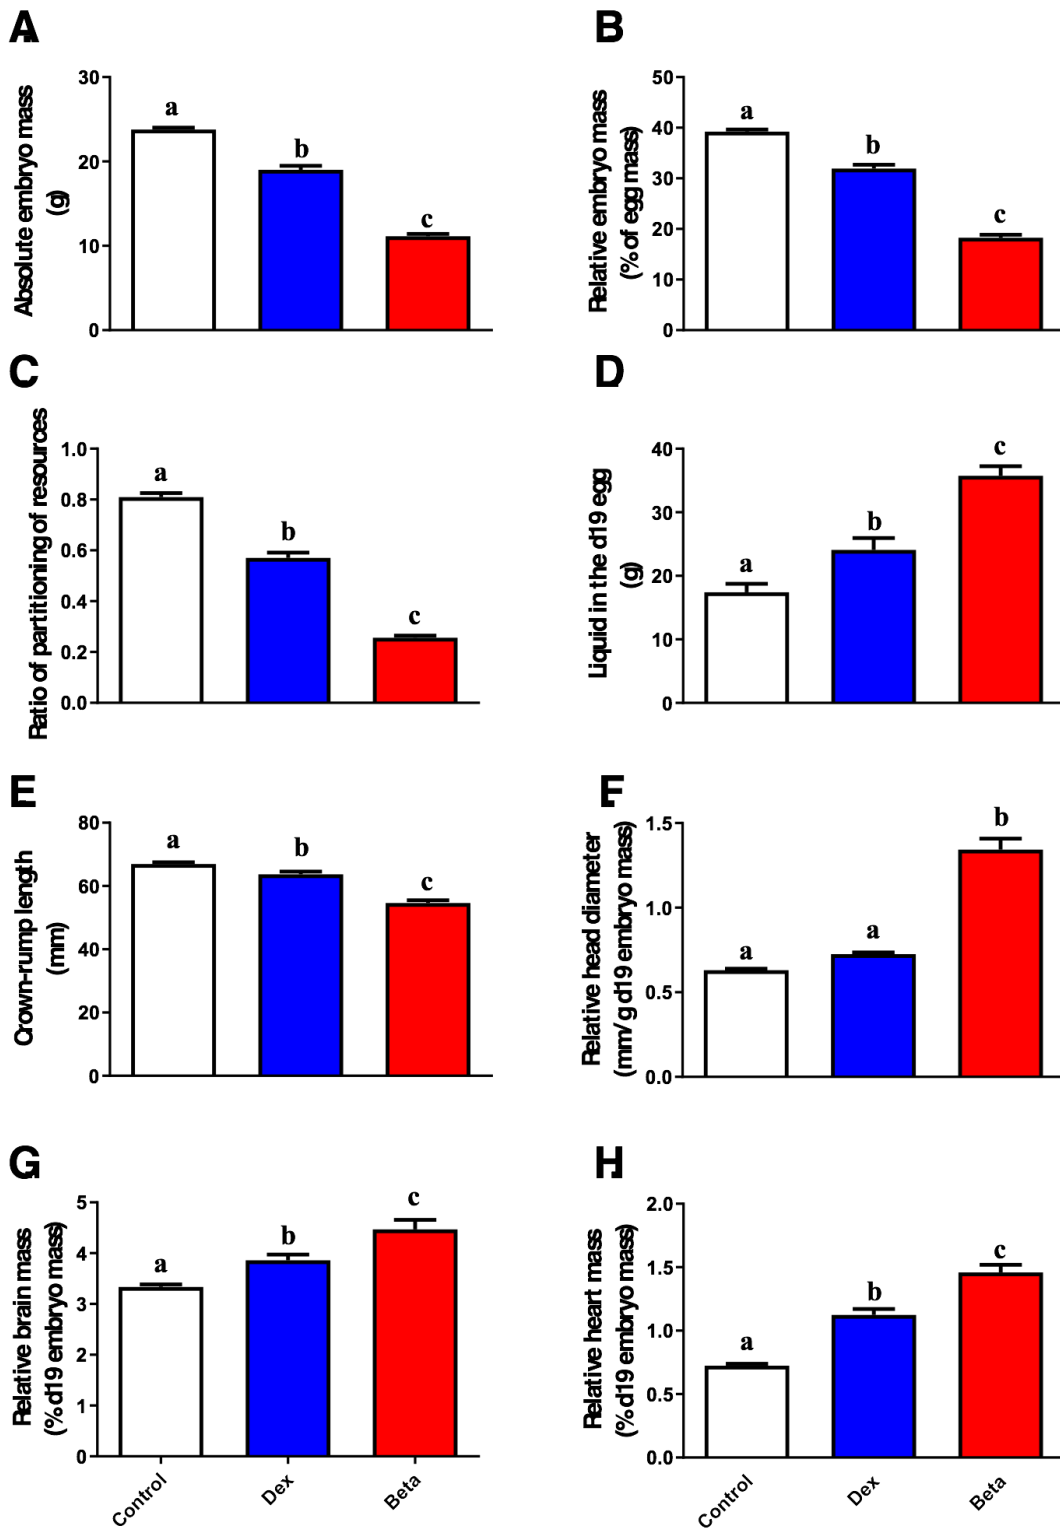 A
Absolute embryo mass
(g)
30
20
10
0
a
b
c
B
Relative embryo mass
(% of egg mass)
50
40
30
20
10
0
a
b
c
C
Ratio of partitioning of resources
1.0
0.8
0.6
0.4
0.2
0.0
a
b
c
D
Liquid in the d19 egg
(g)
40
30
20
10
0
a
b
c
E
Crown-rump length
(mm)
80
60
40
20
0
a
b
c
F
Relative head diameter
(mm/g d19 embryo mass)
1.5
1.0
0.5
0.0
a
a
b
G
Relative brain mass
(% d19 embryo mass)
5
4
3
2
1
0
a
b
c
Control
Dex
Beta
H
Relative heart mass
(% d19 embryo mass)
2.0
1.5
1.0
0.5
0.0
a
b
c
Control
Dex
Beta